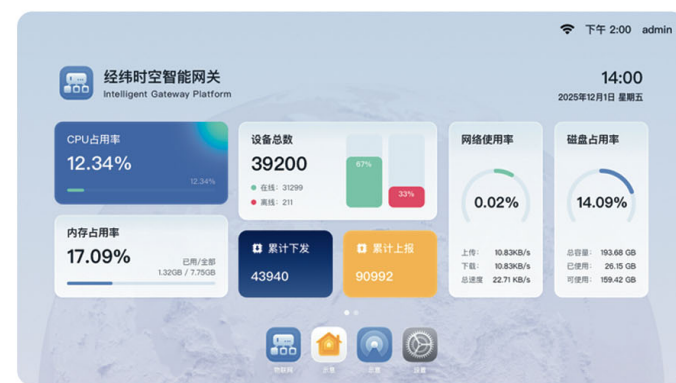 下午 2:00 admin
经纬时空智能网关
Intelligent Gateway Platform
14:00
2025年12月1日 星期五
CPU占用率
12.34%
12.34%
设备总数
39200
在线: 31299
离线: 211
67%
33%
网络使用率
0.02%
上传: 10.83KB/s
下载: 10.83KB/s
总速度 22.71 KB/s
磁盘占用率
14.09%
总容量: 193.68 GB
已使用: 26.15 GB
可使用: 159.42 GB
内存占用率
17.09%
已用/全部
1.32GB / 7.75GB
累计下发
43940
累计上报
90992
物联网
设置